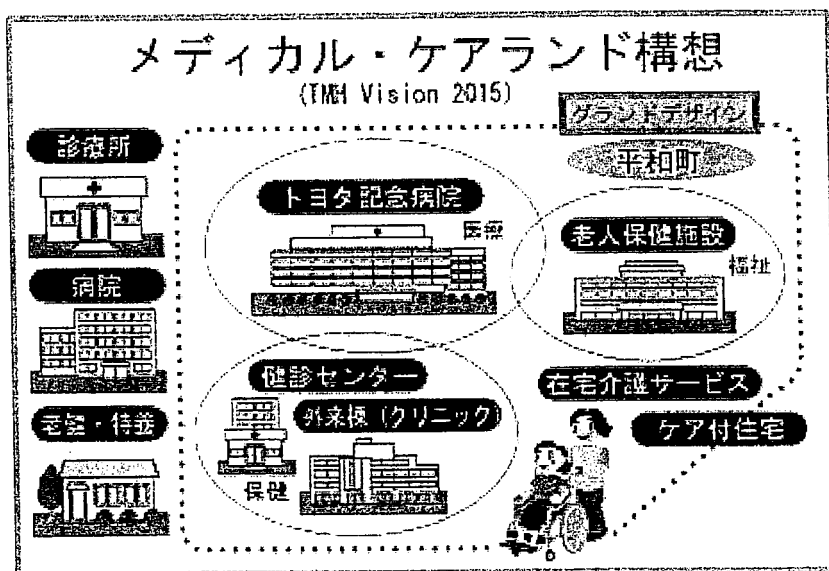 メディカル・ケアランド構想
(TMH Vision 2015)
グランドデザイン
平和町
診療所
トヨタ記念病院
医療
老人保健施設
福祉
病院
健診センター
外来棟(クリニック)
保健
在宅介護サービス
ケア付住宅
老健・特養